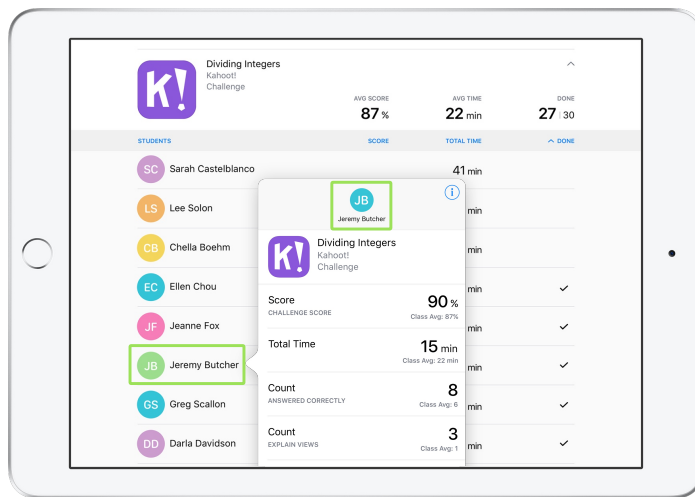 K!
Dividing Integers
Kahoot!
Challenge
AVG SCORE AVG TIME DONE
87 % 22 min 27 | 30
STUDENTS SCORE TOTAL TIME DONE
SC Sarah Castelblanco 41 min
LS Lee Solon min
CB Chella Boehm min
EC Ellen Chou min
JF Jeanne Fox min
JB Jeremy Butcher min
GS Greg Scallon min
DD Darla Davidson min
JB i
Jeremy Butcher
K!
Dividing Integers
Kahoot!
Challenge
Score 90 %
CHALLENGE SCORE Class Avg: 87%
Total Time 15 min
Class Avg: 22 min
Count 8
ANSWERED CORRECTLY Class Avg: 6
Count 3
EXPLAIN VIEWS Class Avg: 1